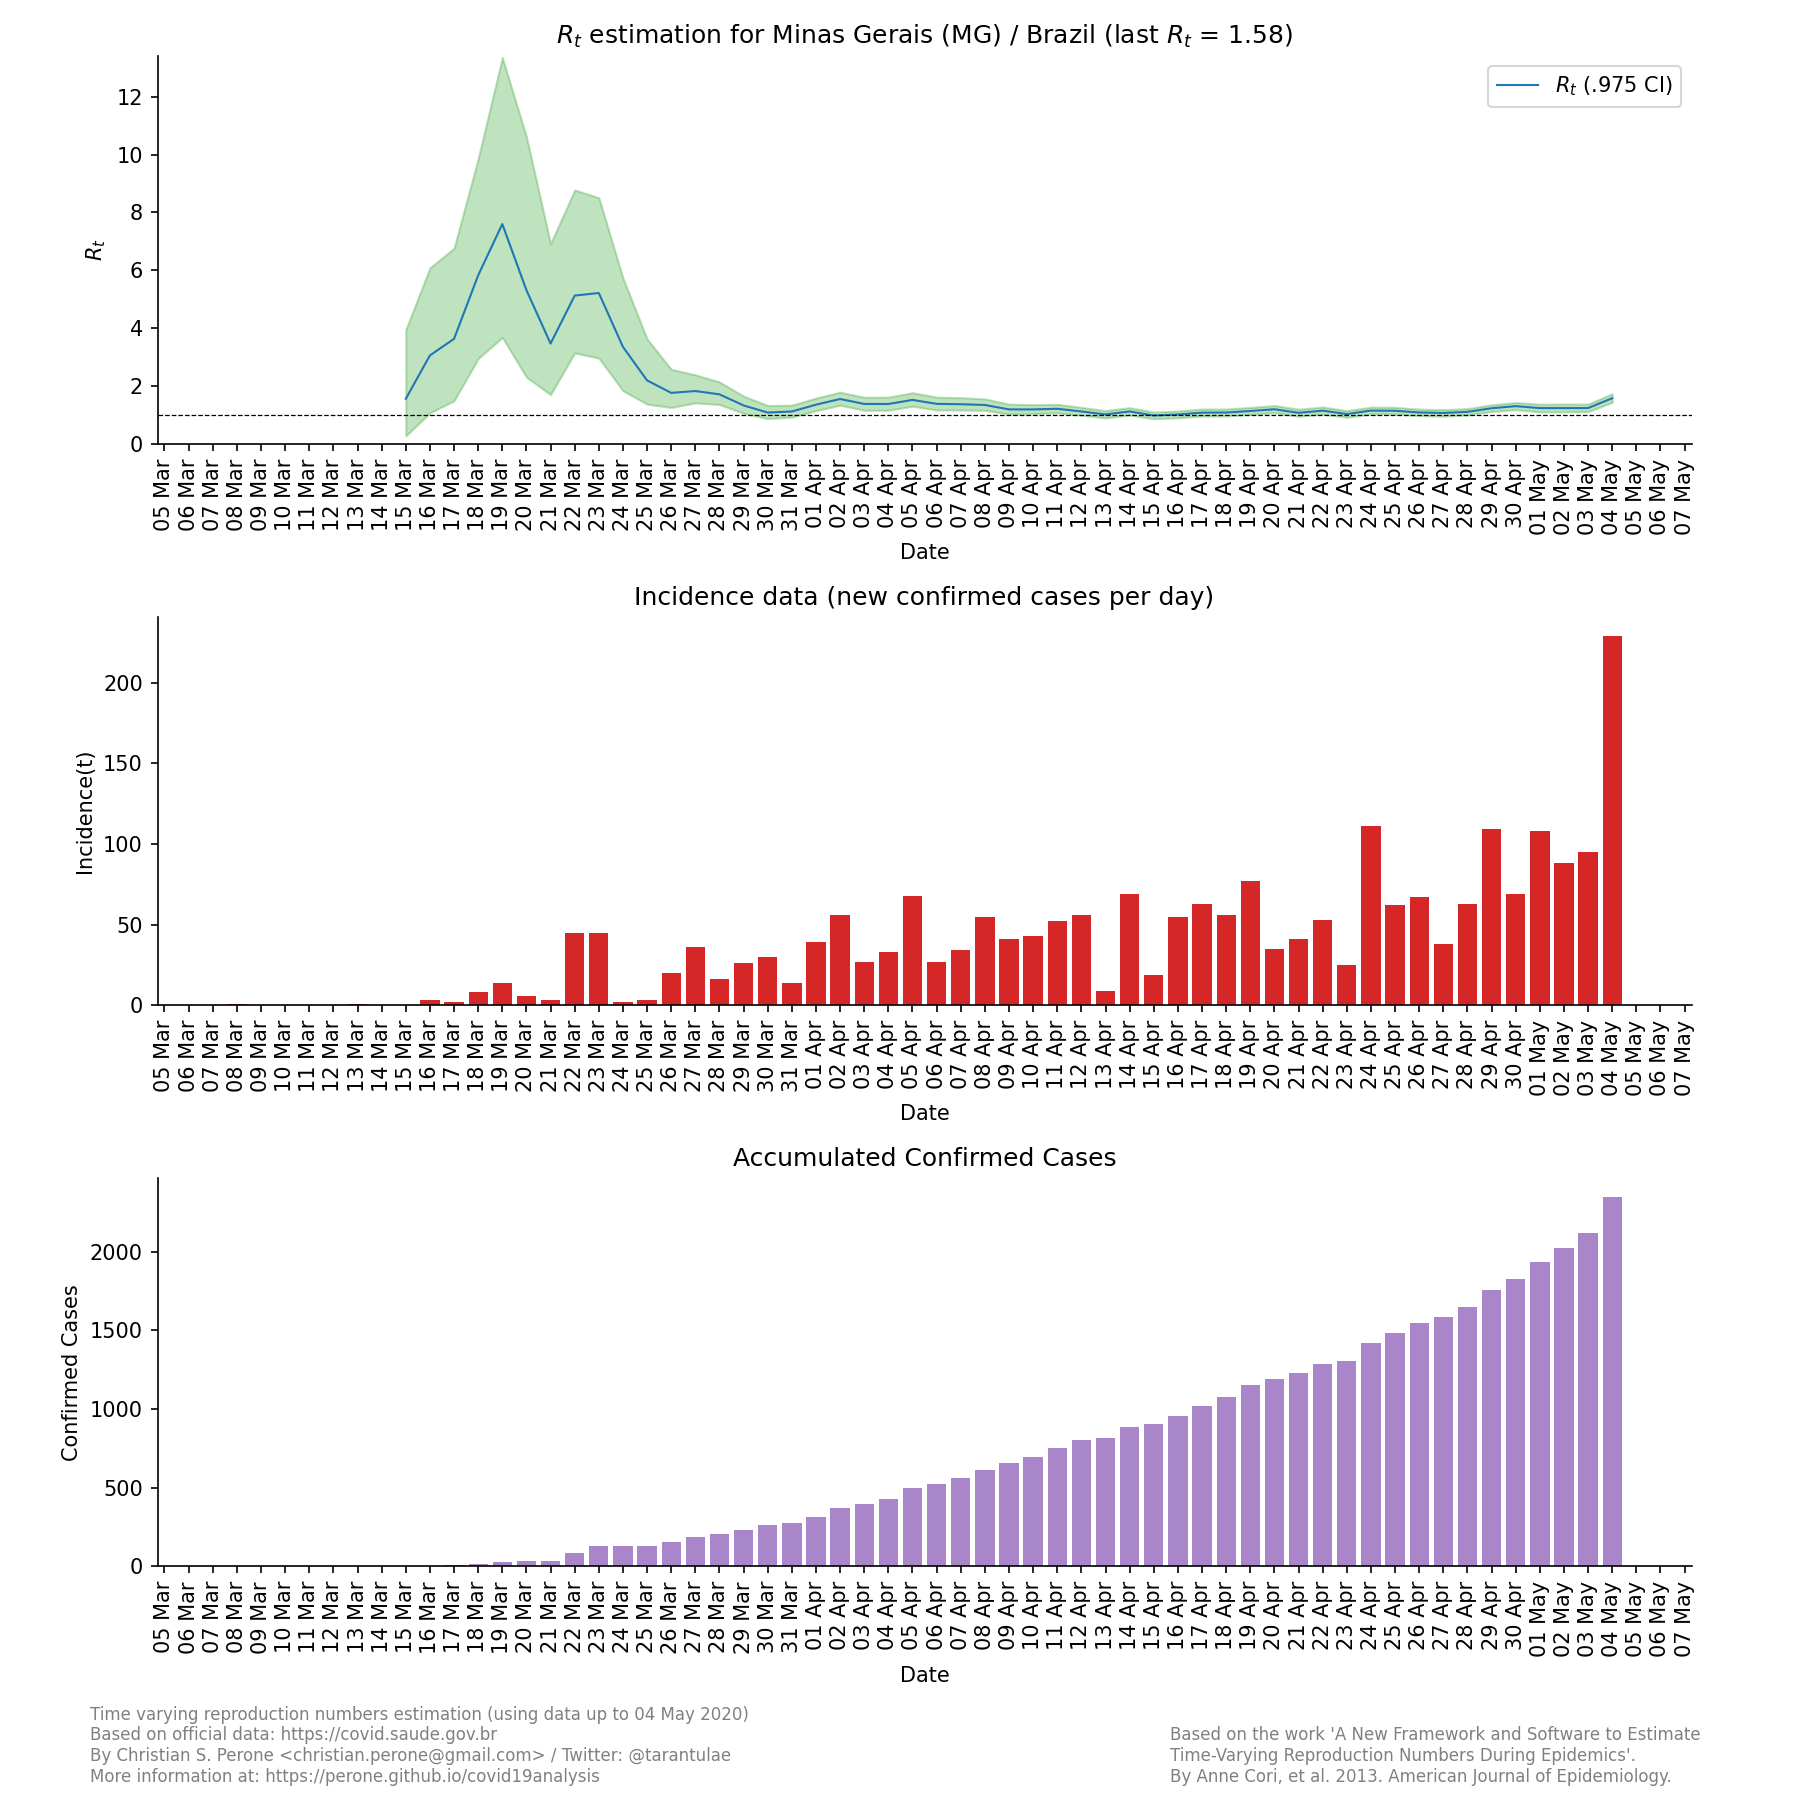 Rt estimation for Minas Gerais (MG) / Brazil (last Rt = 1.58)
Rt (.975 CI)
Rt
12
10
8
6
4
2
0
05 Mar 06 Mar 07 Mar 08 Mar 09 Mar 10 Mar 11 Mar 12 Mar 13 Mar 14 Mar 15 Mar 16 Mar 17 Mar 18 Mar 19 Mar 20 Mar 21 Mar 22 Mar 23 Mar 24 Mar 25 Mar 26 Mar 27 Mar 28 Mar 29 Mar 30 Mar 31 Mar 01 Apr 02 Apr 03 Apr 04 Apr 05 Apr 06 Apr 07 Apr 08 Apr 09 Apr 10 Apr 11 Apr 12 Apr 13 Apr 14 Apr 15 Apr 16 Apr 17 Apr 18 Apr 19 Apr 20 Apr 21 Apr 22 Apr 23 Apr 24 Apr 25 Apr 26 Apr 27 Apr 28 Apr 29 Apr 30 Apr 01 May 02 May 03 May 04 May 05 May 06 May 07 May
Date
Incidence data (new confirmed cases per day)
Incidence(t)
200
150
100
50
0
05 Mar 06 Mar 07 Mar 08 Mar 09 Mar 10 Mar 11 Mar 12 Mar 13 Mar 14 Mar 15 Mar 16 Mar 17 Mar 18 Mar 19 Mar 20 Mar 21 Mar 22 Mar 23 Mar 24 Mar 25 Mar 26 Mar 27 Mar 28 Mar 29 Mar 30 Mar 31 Mar 01 Apr 02 Apr 03 Apr 04 Apr 05 Apr 06 Apr 07 Apr 08 Apr 09 Apr 10 Apr 11 Apr 12 Apr 13 Apr 14 Apr 15 Apr 16 Apr 17 Apr 18 Apr 19 Apr 20 Apr 21 Apr 22 Apr 23 Apr 24 Apr 25 Apr 26 Apr 27 Apr 28 Apr 29 Apr 30 Apr 01 May 02 May 03 May 04 May 05 May 06 May 07 May
Date
Accumulated Confirmed Cases
Confirmed Cases
2000
1500
1000
500
0
05 Mar 06 Mar 07 Mar 08 Mar 09 Mar 10 Mar 11 Mar 12 Mar 13 Mar 14 Mar 15 Mar 16 Mar 17 Mar 18 Mar 19 Mar 20 Mar 21 Mar 22 Mar 23 Mar 24 Mar 25 Mar 26 Mar 27 Mar 28 Mar 29 Mar 30 Mar 31 Mar 01 Apr 02 Apr 03 Apr 04 Apr 05 Apr 06 Apr 07 Apr 08 Apr 09 Apr 10 Apr 11 Apr 12 Apr 13 Apr 14 Apr 15 Apr 16 Apr 17 Apr 18 Apr 19 Apr 20 Apr 21 Apr 22 Apr 23 Apr 24 Apr 25 Apr 26 Apr 27 Apr 28 Apr 29 Apr 30 Apr 01 May 02 May 03 May 04 May 05 May 06 May 07 May
Date
Time varying reproduction numbers estimation (using data up to 04 May 2020)
Based on official data: https://covid.saude.gov.br
By Christian S. Perone <christian.perone@gmail.com> / Twitter: @tarantulae
More information at: https://perone.github.io/covid19analysis
Based on the work 'A New Framework and Software to Estimate
Time-Varying Reproduction Numbers During Epidemics'.
By Anne Cori, et al. 2013. American Journal of Epidemiology.